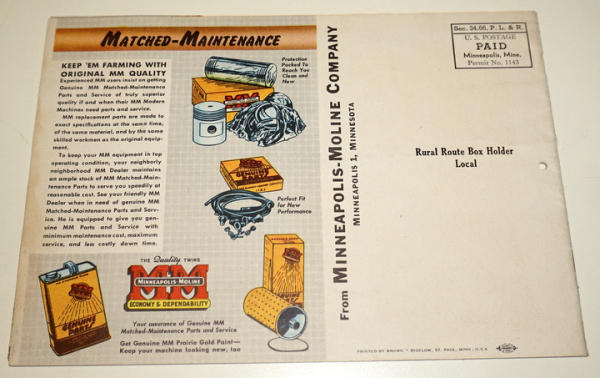 MATCHED-MAINTENANCE
KEEP 'EM FARMING WITH
ORIGINAL MM QUALITY
Experienced MM users insist on getting
Genuine MM Matched-Maintenance
Parts and Service of truly superior
quality if and when their MM Modern
Machines need parts and service.
MM replacement parts are made to
exact specifications at the same time,
of the same material, and by the same
skilled workmen as the original equip-
ment.
To keep your MM equipment in top
operating condition, your neighborly
neighborhood MM Dealer maintains
an ample stock of MM Matched-Main-
tenance Parts to serve you speedily at
reasonable cost. See your friendly MM
Dealer when in need of genuine MM
Matched-Maintenance Parts and Serv-
ice. He is equipped to give you gen-
uine MM Parts and Service with
minimum maintenance cost, maximum
service, and less costly down time.
Protection
Packed To
Reach You
Clean and
New
MM
Perfect Fit
for New
Performance
THE Quality TWINS
MM
MINNEAPOLIS-MOLINE
ECONOMY & DEPENDABILITY
GENUINE
PARTS
Your assurance of Genuine MM
Matched-Maintenance Parts and Service
Get Genuine MM Prairie Gold Paint—
Keep your machine looking new, too
From MINNEAPOLIS-MOLINE COMPANY
MINNEAPOLIS 1, MINNESOTA
Sec. 34.66, P. L. & R.
U. S. POSTAGE
PAID
Minneapolis, Minn.
Permit No. 1143
Rural Route Box Holder
Local
PRINTED BY BROWN & BIGELOW, ST. PAUL, MINN., U.S.A.